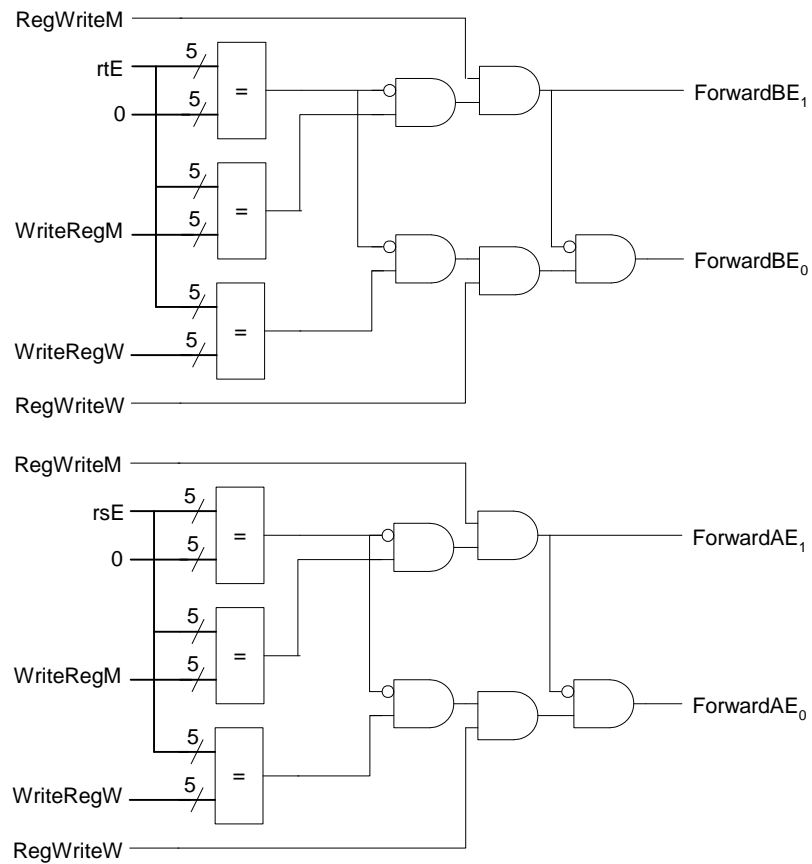 RegWriteM
rtE
5
=
0
5
ForwardBE1
5
=
WriteRegM
5
ForwardBE0
5
=
WriteRegW
5
RegWriteW
RegWriteM
rsE
5
=
0
5
ForwardAE1
5
=
WriteRegM
5
ForwardAE0
5
=
WriteRegW
5
RegWriteW